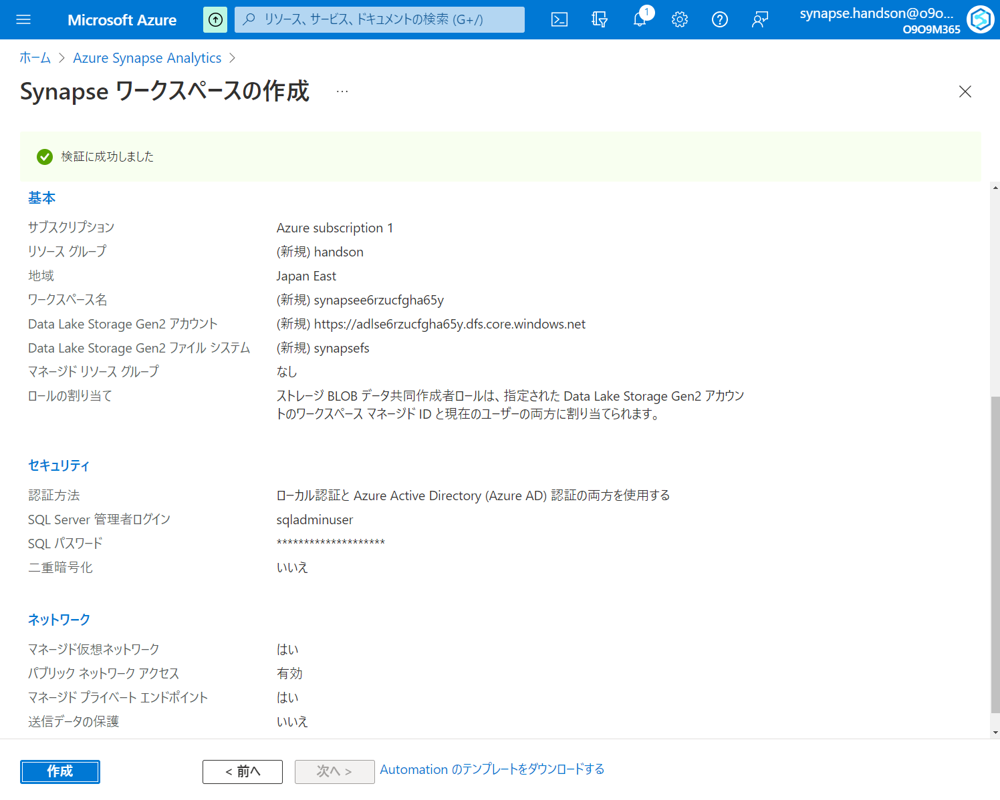 Microsoft Azure
リソース、サービス、ドキュメントの検索 (G+/)
1
synapse.handson@o9o...
O9O9M365
ホーム > Azure Synapse Analytics >
Synapse ワークスペースの作成 ...
検証に成功しました
基本
サブスクリプション Azure subscription 1
リソース グループ (新規) handson
地域 Japan East
ワークスペース名 (新規) synapsee6rzucfgha65y
Data Lake Storage Gen2 アカウント (新規) https://adlse6rzucfgha65y.dfs.core.windows.net
Data Lake Storage Gen2 ファイル システム (新規) synapsefs
マネージド リソース グループ なし
ロールの割り当て ストレージ BLOB データ共同作成者ロールは、指定された Data Lake Storage Gen2 アカウン
トのワークスペース マネージド ID と現在のユーザーの両方に割り当てられます。
セキュリティ
認証方法 ローカル認証と Azure Active Directory (Azure AD) 認証の両方を使用する
SQL Server 管理者ログイン sqladminuser
SQL パスワード ********************
二重暗号化 いいえ
ネットワーク
マネージド仮想ネットワーク はい
パブリック ネットワーク アクセス 有効
マネージド プライベート エンドポイント はい
送信データの保護 いいえ
作成 < 前へ 次へ > Automation のテンプレートをダウンロードする